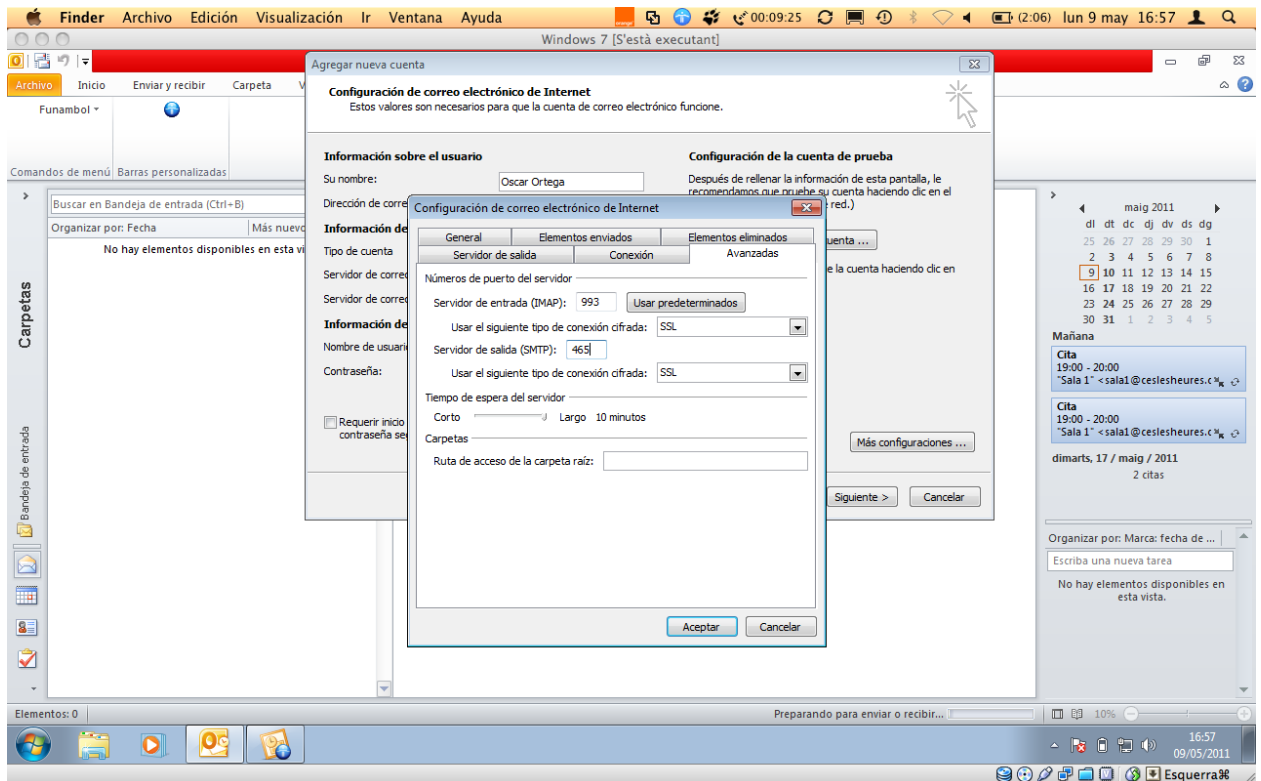 Finder Archivo Edición Visualización Ir Ventana Ayuda 00:09:25 (2:06) lun 9 may 16:57
Windows 7 [S'està executant]
Archivo Inicio Enviar y recibir Carpeta V
Funambol
Comandos de menú Barras personalizadas
Agregar nueva cuenta
Configuración de correo electrónico de Internet
Estos valores son necesarios para que la cuenta de correo electrónico funcione.
Información sobre el usuario
Su nombre: Oscar Ortega
Dirección de corre
Información de
Tipo de cuenta
Servidor de correo
Servidor de correo
Información de
Nombre de usuari
Contraseña:
Requerir inicio
contraseña se
Configuración de la cuenta de prueba
Después de rellenar la información de esta pantalla, le
recomendamos que pruebe su cuenta haciendo clic en el
red.)
uenta ...
e la cuenta haciendo clic en
Más configuraciones ...
Siguiente > Cancelar
Configuración de correo electrónico de Internet
General Elementos enviados Elementos eliminados
Servidor de salida Conexión Avanzadas
Números de puerto del servidor
Servidor de entrada (IMAP): 993 Usar predeterminados
Usar el siguiente tipo de conexión cifrada: SSL
Servidor de salida (SMTP): 465
Usar el siguiente tipo de conexión cifrada: SSL
Tiempo de espera del servidor
Corto Largo 10 minutos
Carpetas
Ruta de acceso de la carpeta raíz:
Aceptar Cancelar
Carpetas
Bandeja de entrada
Buscar en Bandeja de entrada (Ctrl+B)
Organizar por: Fecha Más nuevo
No hay elementos disponibles en esta vi
maig 2011
dl dt dc dj dv ds dg
25 26 27 28 29 30 1
2 3 4 5 6 7 8
9 10 11 12 13 14 15
16 17 18 19 20 21 22
23 24 25 26 27 28 29
30 31 1 2 3 4 5
Mañana
Cita
19:00 - 20:00
"Sala 1" <sala1@ceslesheures.c
Cita
19:00 - 20:00
"Sala 1" <sala1@ceslesheures.c
dimarts, 17 / maig / 2011
2 citas
Organizar por: Marca: fecha de ...
Escriba una nueva tarea
No hay elementos disponibles en
esta vista.
Elementos: 0 Preparando para enviar o recibir... 10%
16:57
09/05/2011
Esquerra⌘